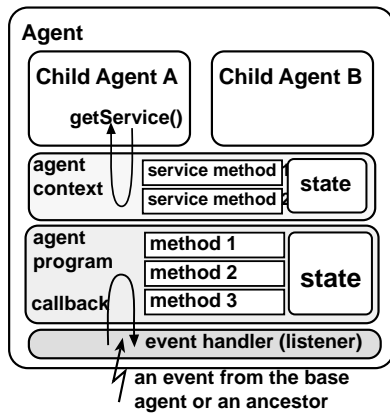 Agent
Child Agent A
Child Agent B
getService()
agent context
service method 1
service method 2
state
agent program
method 1
method 2
method 3
state
callback
event handler (listener)
an event from the base
agent or an ancestor